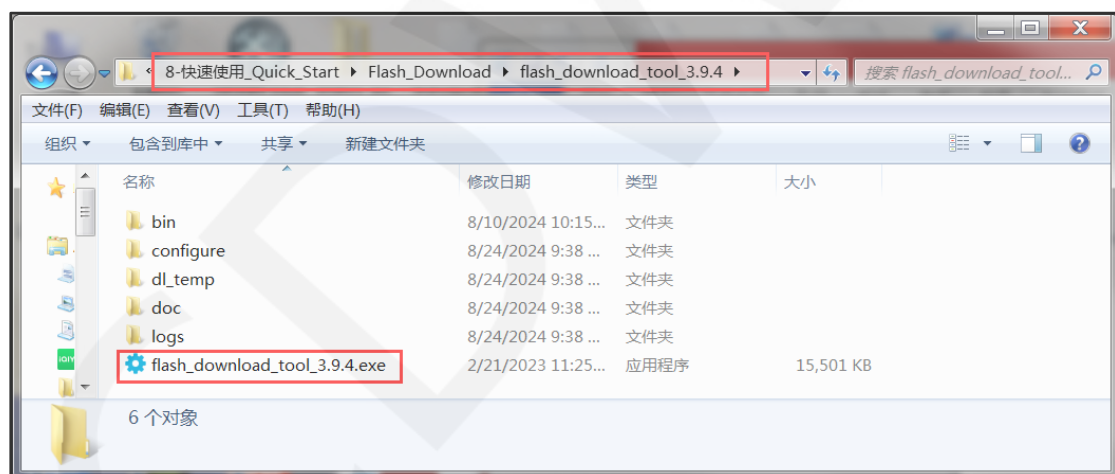 8-快速使用_Quick_Start ▸ Flash_Download ▸ flash_download_tool_3.9.4 ▸ 搜索 flash_download_tool...
文件(F) 编辑(E) 查看(V) 工具(T) 帮助(H)
组织 包含到库中 共享 新建文件夹
名称 修改日期 类型 大小
bin 8/10/2024 10:15... 文件夹
configure 8/24/2024 9:38 ... 文件夹
dl_temp 8/24/2024 9:38 ... 文件夹
doc 8/24/2024 9:38 ... 文件夹
logs 8/24/2024 9:38 ... 文件夹
flash_download_tool_3.9.4.exe 2/21/2023 11:25... 应用程序 15,501 KB
6 个对象